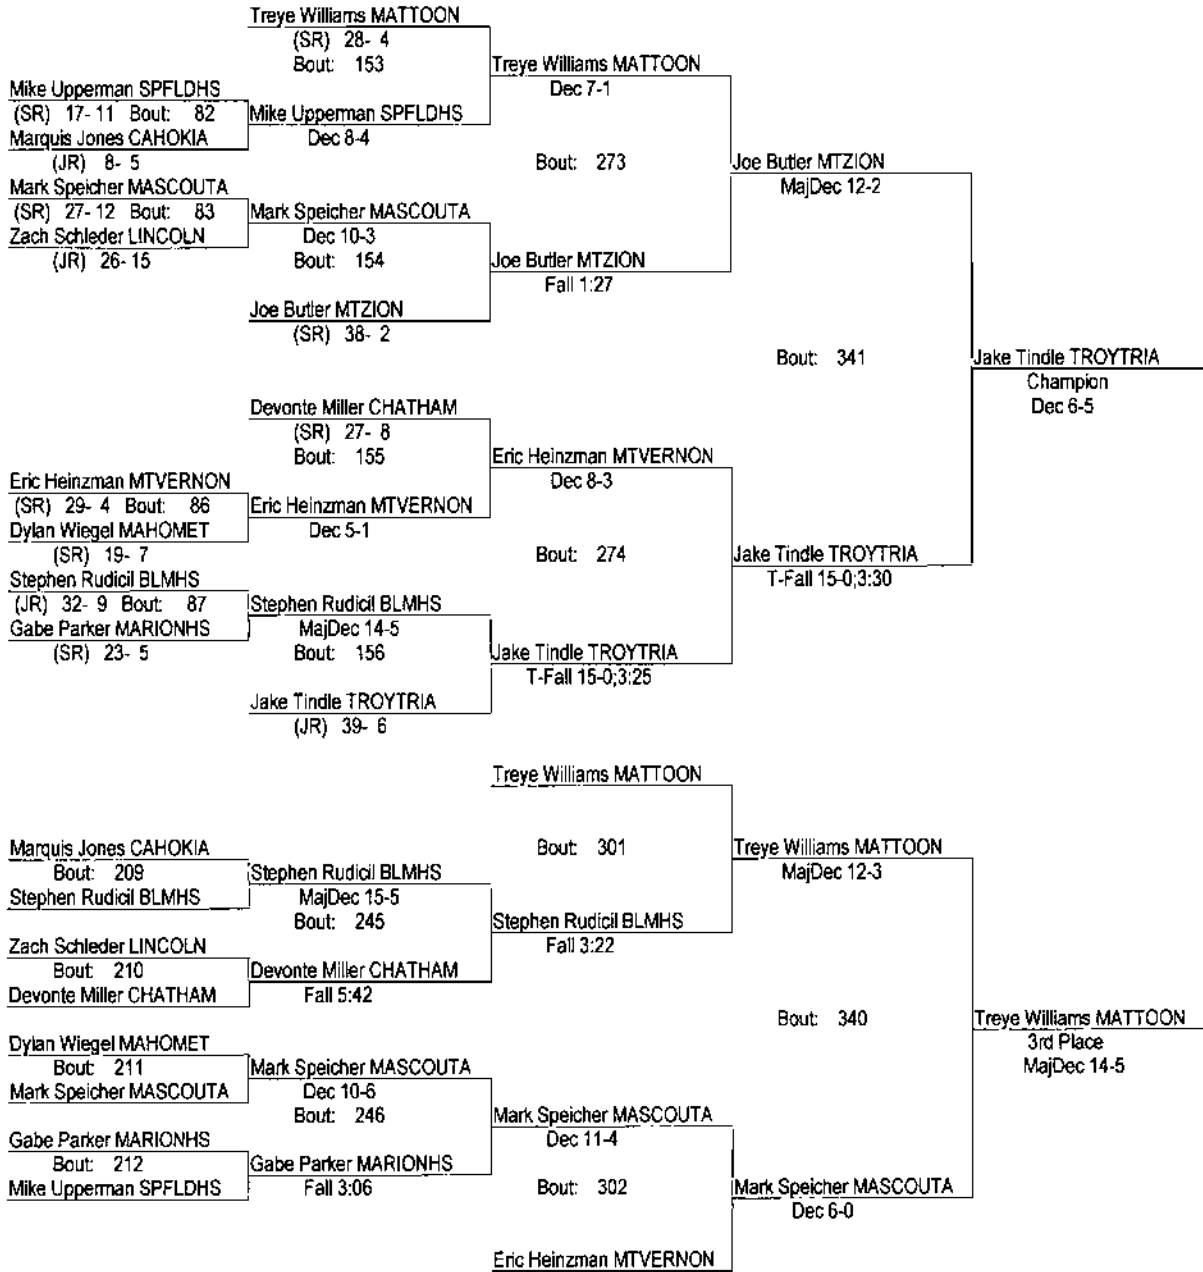 Treye Williams MATTOON
(SR) 28- 4
Bout: 153
Treye Williams MATTOON
Dec 7-1
Mike Upperman SPFLDHS
(SR) 17- 11 Bout: 82
Mike Upperman SPFLDHS
Dec 8-4
Marquis Jones CAHOKIA
(JR) 8- 5
Bout: 273
Joe Butler MTZION
MajDec 12-2
Mark Speicher MASCOUTA
(SR) 27- 12 Bout: 83
Mark Speicher MASCOUTA
Dec 10-3
Zach Schleder LINCOLN
(JR) 26- 15
Bout: 154
Joe Butler MTZION
Fall 1:27
Joe Butler MTZION
(SR) 38- 2
Bout: 341
Jake Tindle TROYTRIA
Champion
Dec 6-5
Devonte Miller CHATHAM
(SR) 27- 8
Bout: 155
Eric Heinzman MTVERNON
Dec 8-3
Eric Heinzman MTVERNON
(SR) 29- 4 Bout: 86
Eric Heinzman MTVERNON
Dec 5-1
Dylan Wiegel MAHOMET
(SR) 19- 7
Bout: 274
Jake Tindle TROYTRIA
T-Fall 15-0;3:30
Stephen Rudicil BLMHS
(JR) 32- 9 Bout: 87
Stephen Rudicil BLMHS
MajDec 14-5
Gabe Parker MARIONHS
(SR) 23- 5
Bout: 156
Jake Tindle TROYTRIA
T-Fall 15-0;3:25
Jake Tindle TROYTRIA
(JR) 39- 6
Treye Williams MATTOON
Bout: 301
Treye Williams MATTOON
MajDec 12-3
Marquis Jones CAHOKIA
Bout: 209
Stephen Rudicil BLMHS
Stephen Rudicil BLMHS
MajDec 15-5
Bout: 245
Stephen Rudicil BLMHS
Fall 3:22
Zach Schleder LINCOLN
Bout: 210
Devonte Miller CHATHAM
Devonte Miller CHATHAM
Fall 5:42
Bout: 340
Treye Williams MATTOON
3rd Place
MajDec 14-5
Dylan Wiegel MAHOMET
Bout: 211
Mark Speicher MASCOUTA
Mark Speicher MASCOUTA
Dec 10-6
Bout: 246
Mark Speicher MASCOUTA
Dec 11-4
Gabe Parker MARIONHS
Bout: 212
Mike Upperman SPFLDHS
Gabe Parker MARIONHS
Fall 3:06
Bout: 302
Mark Speicher MASCOUTA
Dec 6-0
Eric Heinzman MTVERNON